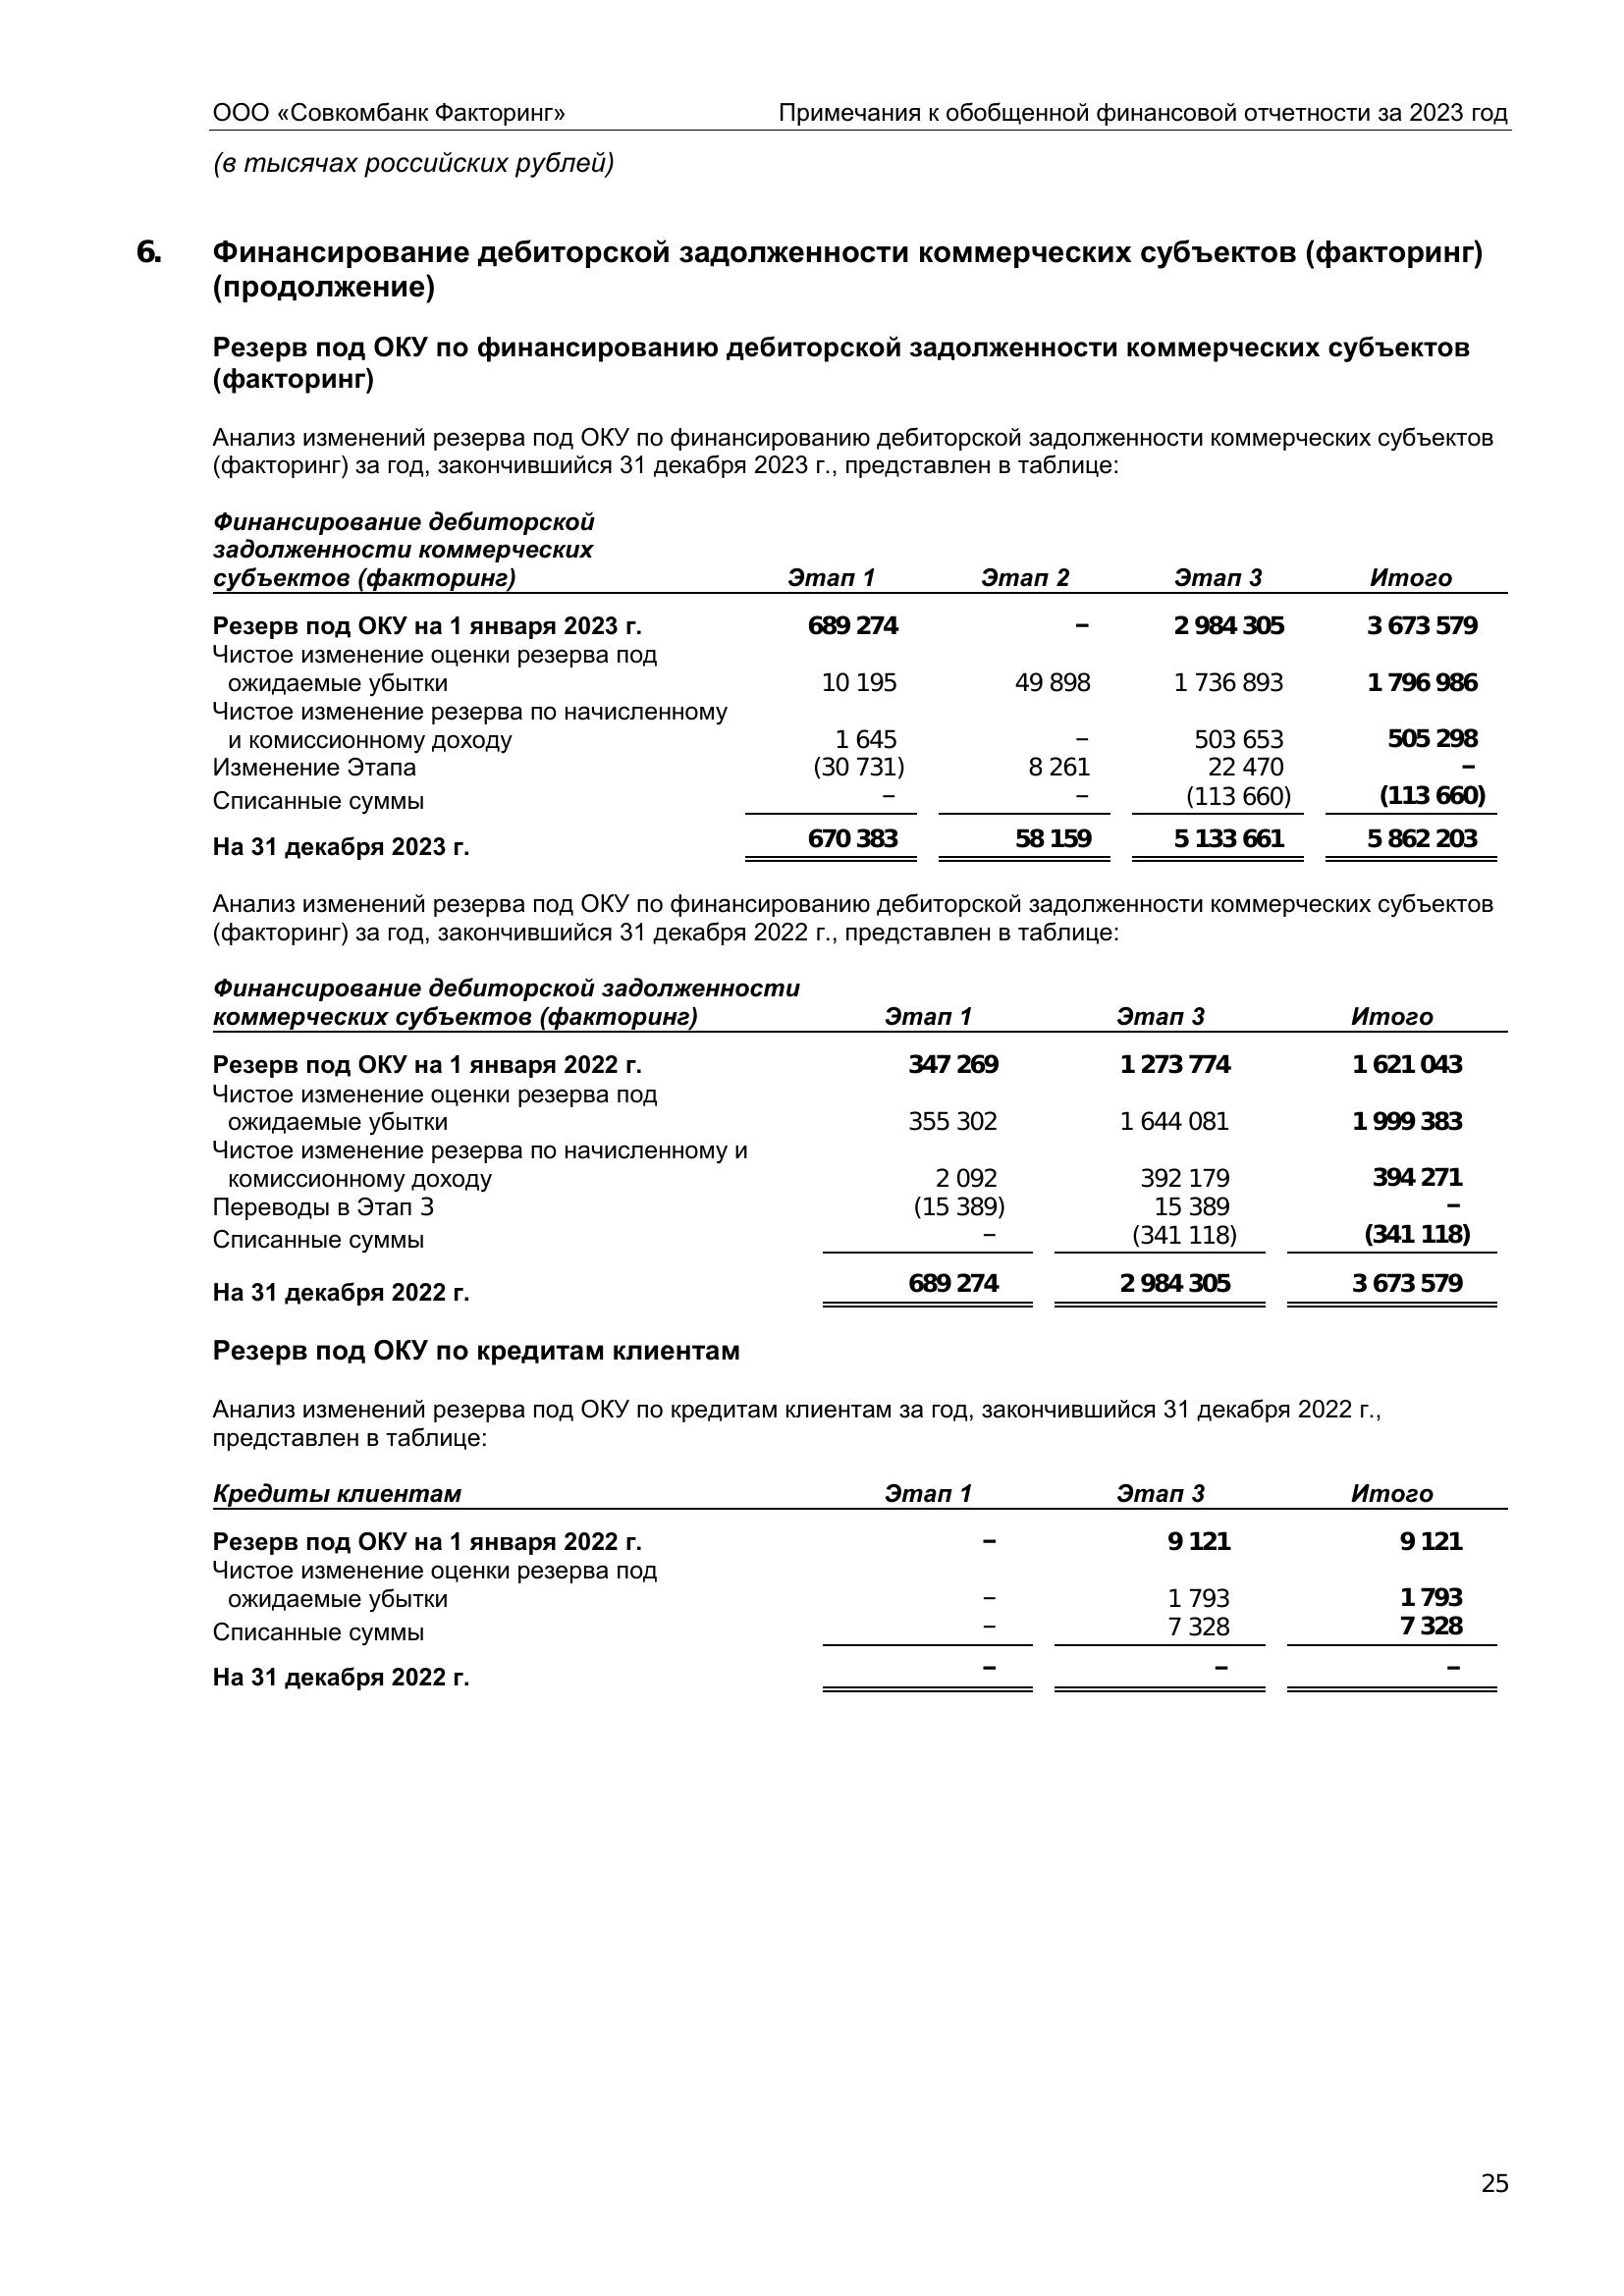 ООО «Совкомбанк Факторинг» Примечания к обобщенной финансовой отчетности за 2023 год
(в тысячах российских рублей)
6. Финансирование дебиторской задолженности коммерческих субъектов (факторинг)
(продолжение)
Резерв под ОКУ по финансированию дебиторской задолженности коммерческих субъектов
(факторинг)
Анализ изменений резерва под ОКУ по финансированию дебиторской задолженности коммерческих субъектов
(факторинг) за год, закончившийся 31 декабря 2023 г., представлен в таблице:
Финансирование дебиторской
задолженности коммерческих
субъектов (факторинг) Этап 1 Этап 2 Этап 3 Итого
Резерв под ОКУ на 1 января 2023 г. 689 274 – 2 984 305 3 673 579
Чистое изменение оценки резерва под
ожидаемые убытки 10 195 49 898 1 736 893 1 796 986
Чистое изменение резерва по начисленному
и комиссионному доходу 1 645 – 503 653 505 298
Изменение Этапа (30 731) 8 261 22 470 –
Списанные суммы – – (113 660) (113 660)
На 31 декабря 2023 г. 670 383 58 159 5 133 661 5 862 203
Анализ изменений резерва под ОКУ по финансированию дебиторской задолженности коммерческих субъектов
(факторинг) за год, закончившийся 31 декабря 2022 г., представлен в таблице:
Финансирование дебиторской задолженности
коммерческих субъектов (факторинг) Этап 1 Этап 3 Итого
Резерв под ОКУ на 1 января 2022 г. 347 269 1 273 774 1 621 043
Чистое изменение оценки резерва под
ожидаемые убытки 355 302 1 644 081 1 999 383
Чистое изменение резерва по начисленному и
комиссионному доходу 2 092 392 179 394 271
Переводы в Этап 3 (15 389) 15 389 –
Списанные суммы – (341 118) (341 118)
На 31 декабря 2022 г. 689 274 2 984 305 3 673 579
Резерв под ОКУ по кредитам клиентам
Анализ изменений резерва под ОКУ по кредитам клиентам за год, закончившийся 31 декабря 2022 г.,
представлен в таблице:
Кредиты клиентам Этап 1 Этап 3 Итого
Резерв под ОКУ на 1 января 2022 г. – 9 121 9 121
Чистое изменение оценки резерва под
ожидаемые убытки – 1 793 1 793
Списанные суммы – 7 328 7 328
На 31 декабря 2022 г. – – –
25